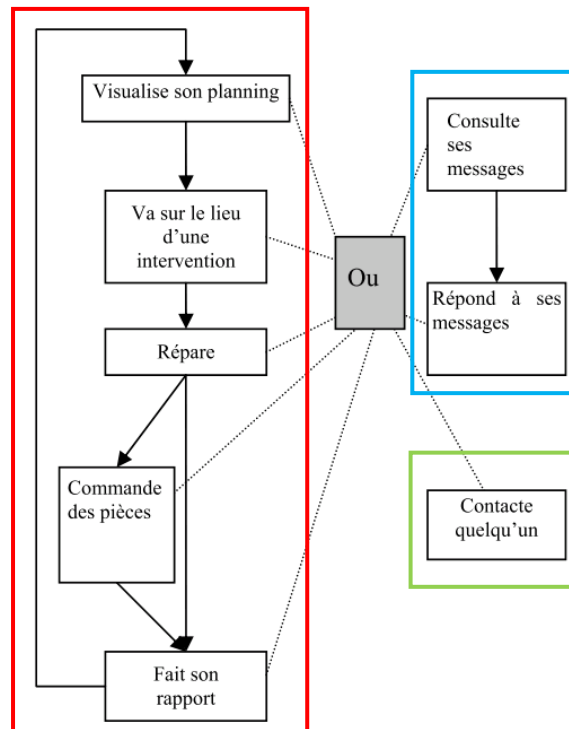 Visualise son planning
Va sur le lieu
d'une
intervention
Répare
Commande
des pièces
Fait son
rapport
Ou
Consulte
ses
messages
Répond à ses
messages
Contacte
quelqu'un